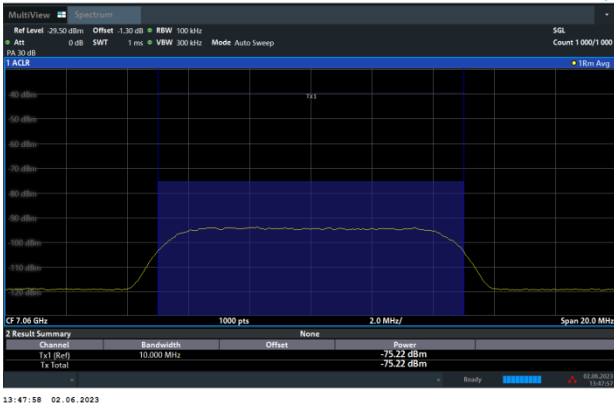 MultiView Spectrum
Ref Level -29.50 dBm Offset -1.30 dB RBW 100 kHz SGL
Att 0 dB SWT 1 ms VBW 300 kHz Mode Auto Sweep Count 1 000/1 000
PA 30 dB
1 ACLR 1Rm Avg
Tx1
-40 dBm
-50 dBm
-60 dBm
-70 dBm
-80 dBm
-90 dBm
-100 dBm
-110 dBm
-120 dBm
CF 7.06 GHz 1000 pts 2.0 MHz/ Span 20.0 MHz
2 Result Summary None
Channel Bandwidth Offset Power
Tx1 (Ref) 10.000 MHz -75.22 dBm
Tx Total -75.22 dBm
Ready 02.06.2023
13:47:57
13:47:58 02.06.2023